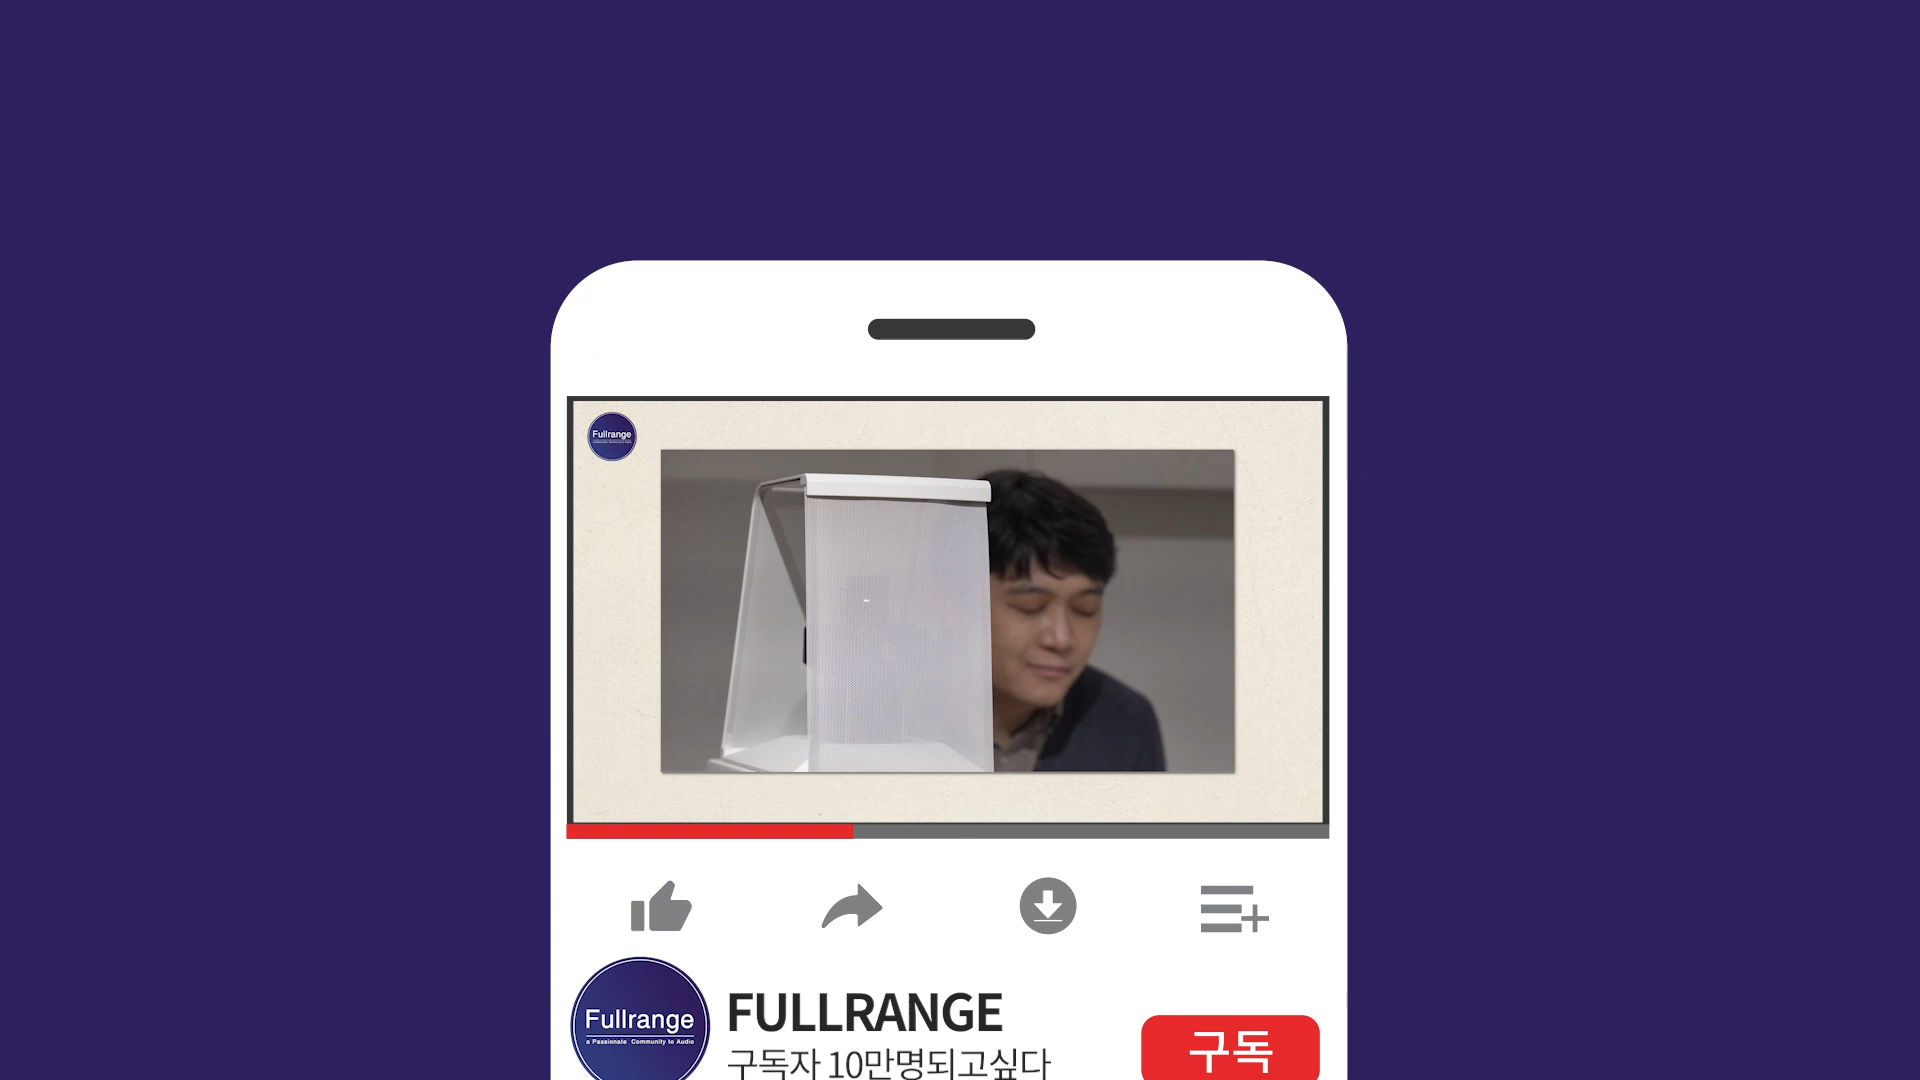 Fullrange
FULLRANGE
Fullrange
a Passionate Community to Audio
구독자 10만명되고싶다
구독